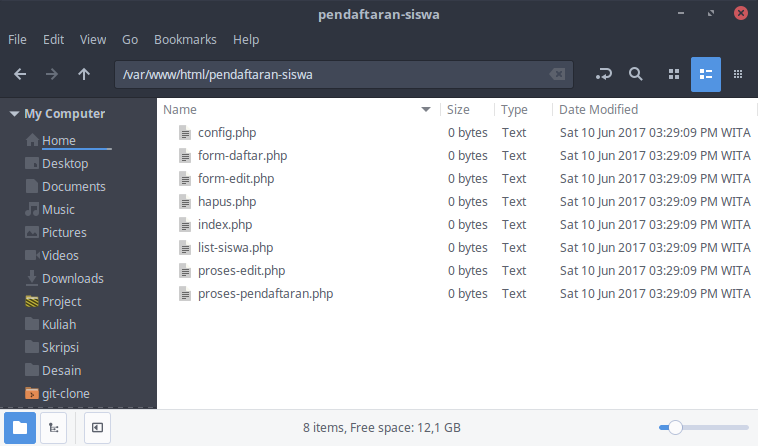 pendaftaran-siswa
File Edit View Go Bookmarks Help
/var/www/html/pendaftaran-siswa
My Computer
Home
Desktop
Documents
Music
Pictures
Videos
Downloads
Project
Kuliah
Skripsi
Desain
git-clone
Name Size Type Date Modified
config.php 0 bytes Text Sat 10 Jun 2017 03:29:09 PM WITA
form-daftar.php 0 bytes Text Sat 10 Jun 2017 03:29:09 PM WITA
form-edit.php 0 bytes Text Sat 10 Jun 2017 03:29:09 PM WITA
hapus.php 0 bytes Text Sat 10 Jun 2017 03:29:09 PM WITA
index.php 0 bytes Text Sat 10 Jun 2017 03:29:09 PM WITA
list-siswa.php 0 bytes Text Sat 10 Jun 2017 03:29:09 PM WITA
proses-edit.php 0 bytes Text Sat 10 Jun 2017 03:29:09 PM WITA
proses-pendaftaran.php 0 bytes Text Sat 10 Jun 2017 03:29:09 PM WITA
8 items, Free space: 12,1 GB